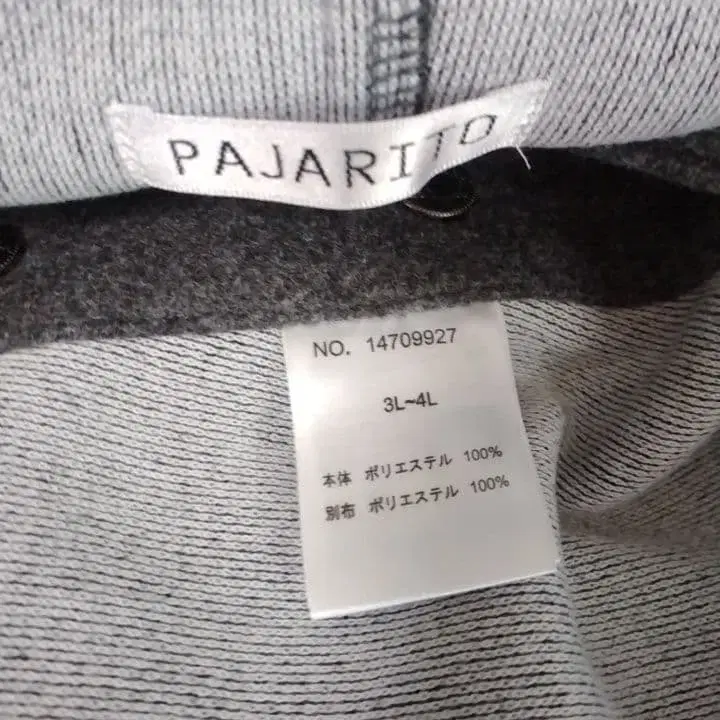 PAJARITO
NO. 14709927
3L~4L
本体 ポリエステル 100%
別布 ポリエステル 100%